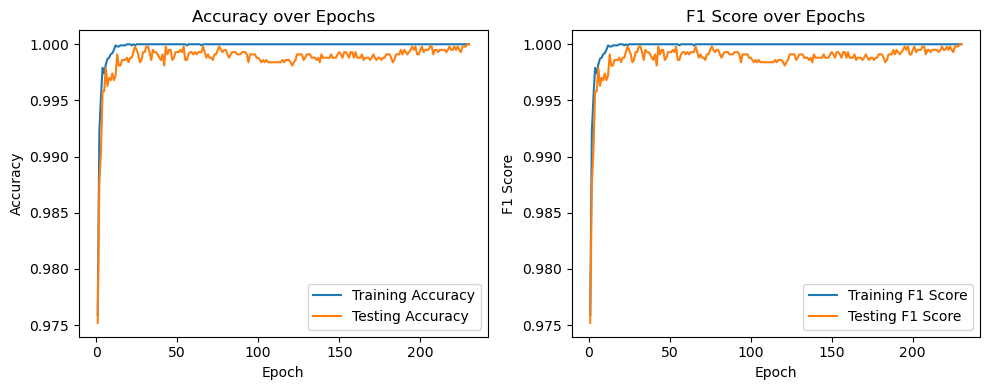 Accuracy over Epochs
1.000
0.995
0.990
0.985
0.980
0.975
Accuracy
0
50
100
150
200
Epoch
Training Accuracy
Testing Accuracy
F1 Score over Epochs
1.000
0.995
0.990
0.985
0.980
0.975
F1 Score
0
50
100
150
200
Epoch
Training F1 Score
Testing F1 Score